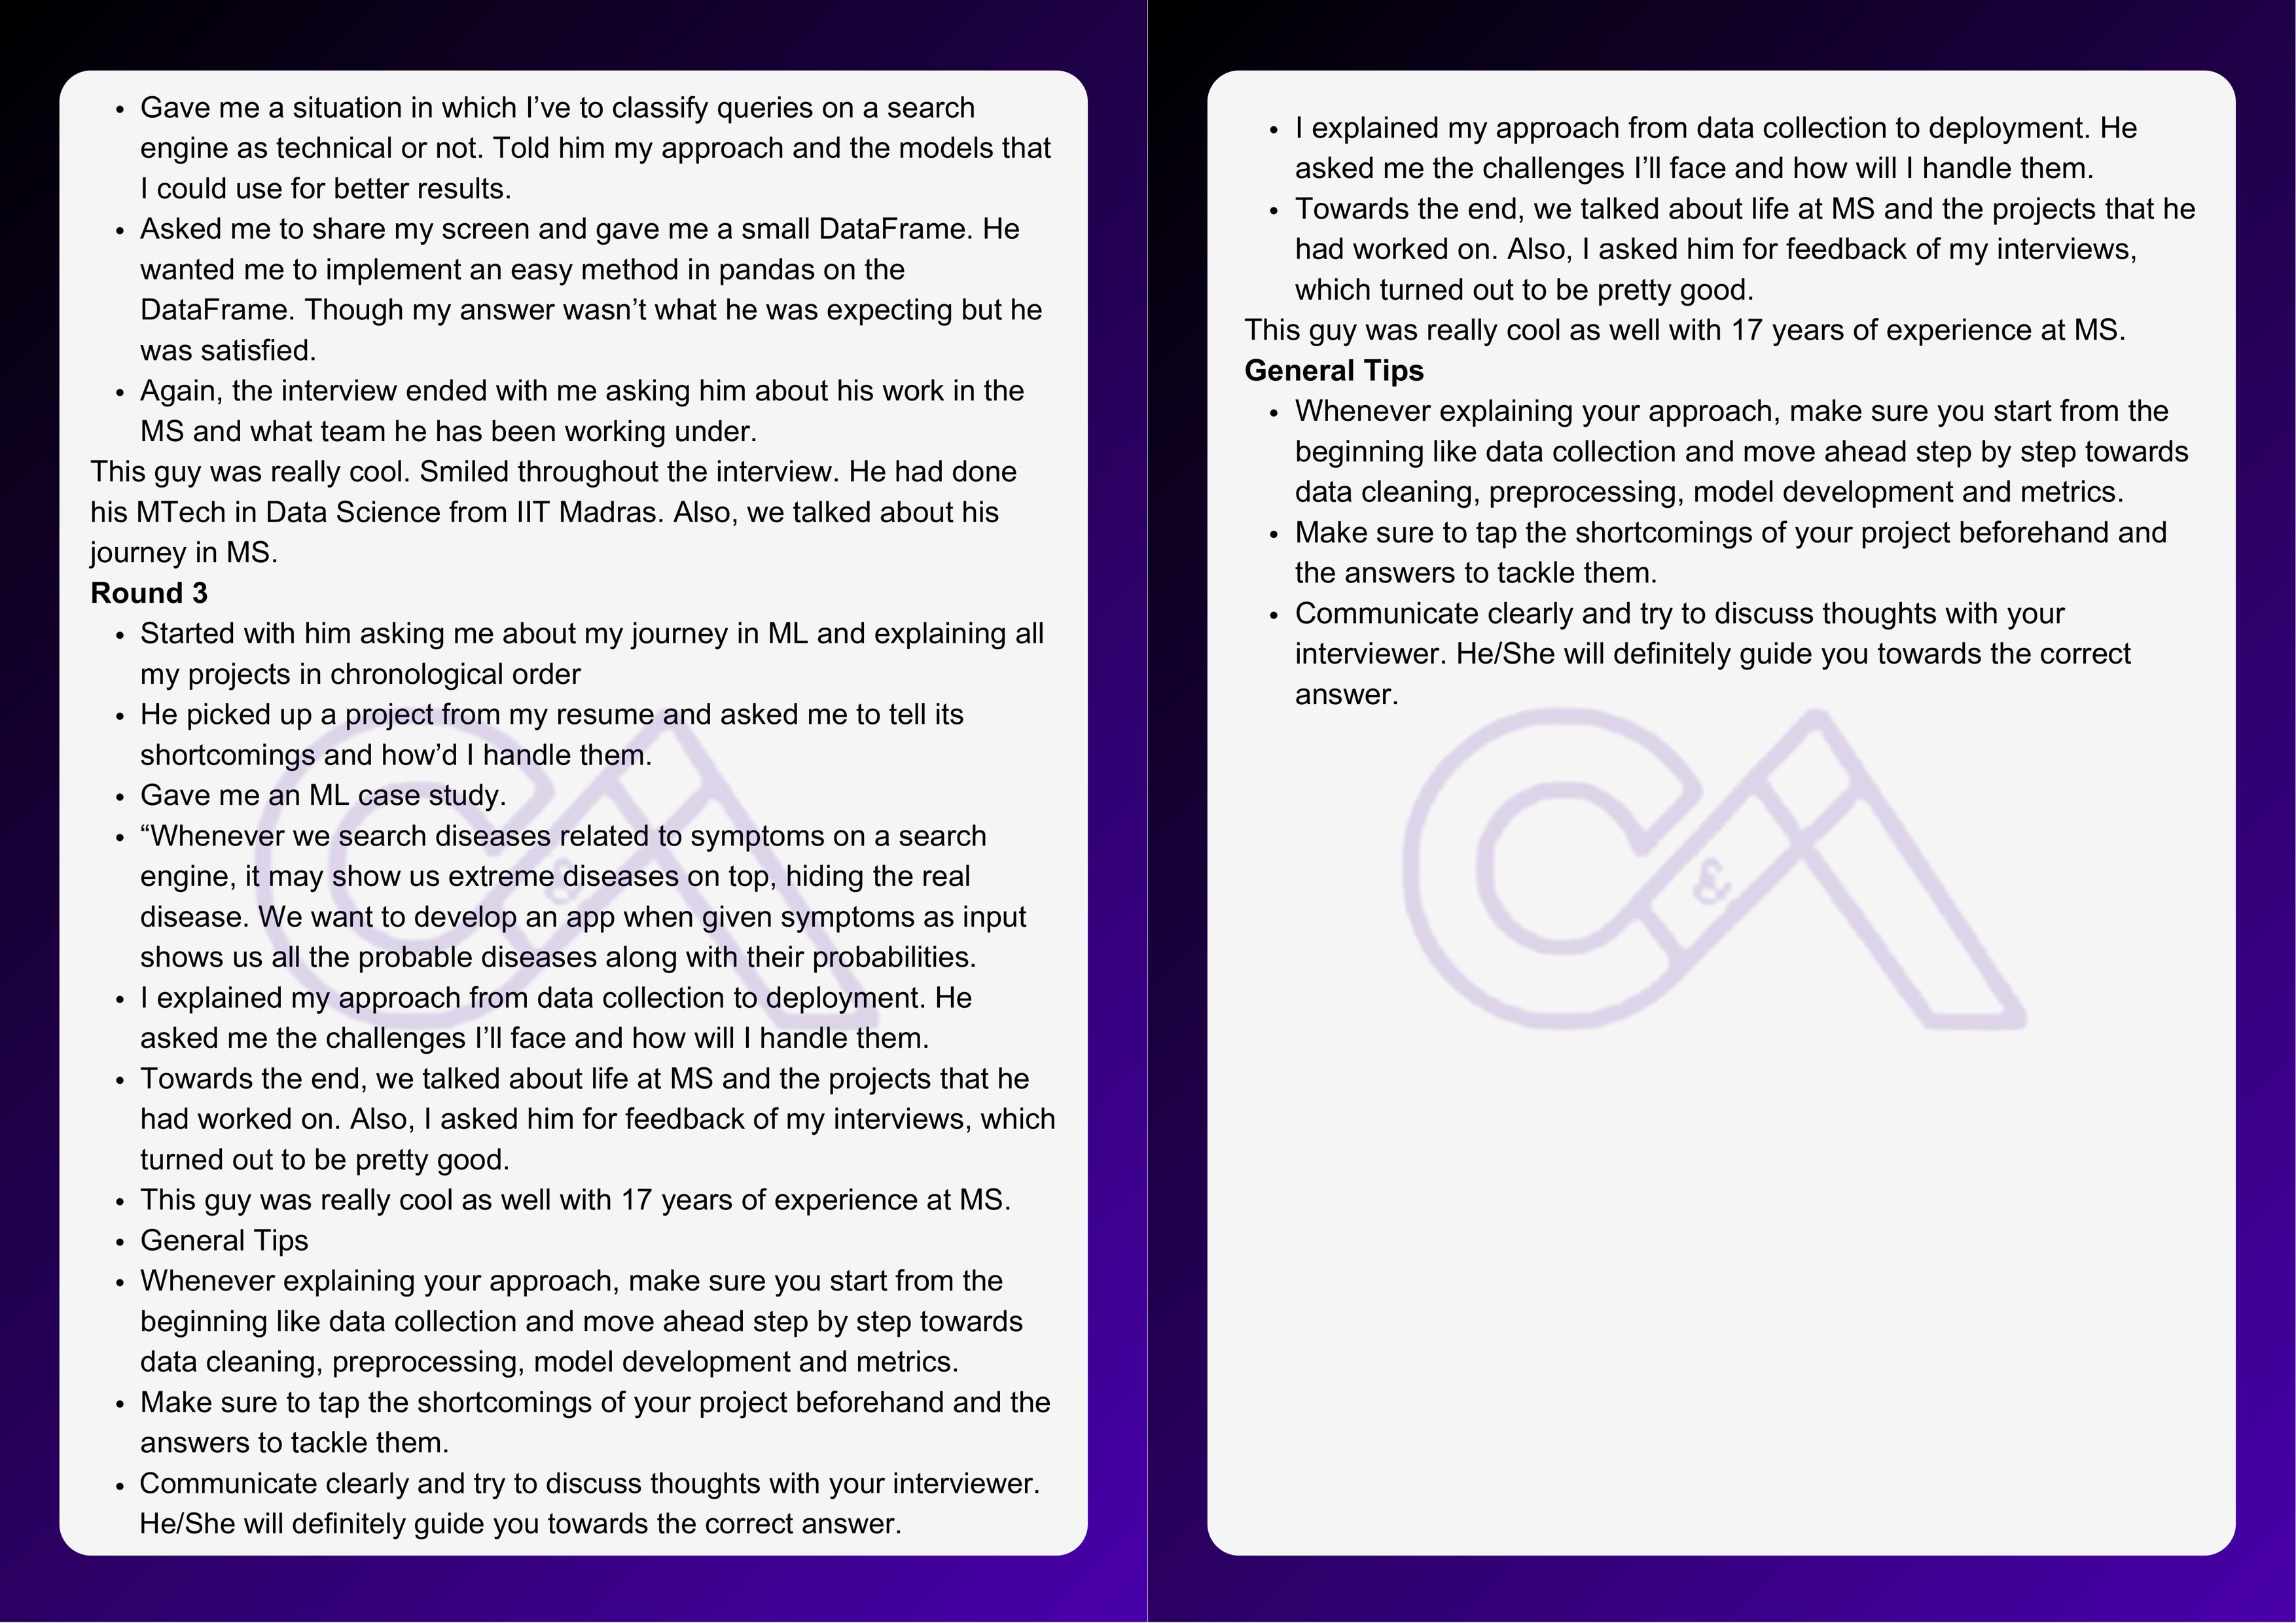 • Gave me a situation in which I’ve to classify queries on a search
engine as technical or not. Told him my approach and the models that
I could use for better results.
• Asked me to share my screen and gave me a small DataFrame. He
wanted me to implement an easy method in pandas on the
DataFrame. Though my answer wasn’t what he was expecting but he
was satisfied.
• Again, the interview ended with me asking him about his work in the
MS and what team he has been working under.
This guy was really cool. Smiled throughout the interview. He had done
his MTech in Data Science from IIT Madras. Also, we talked about his
journey in MS.
Round 3
• Started with him asking me about my journey in ML and explaining all
my projects in chronological order
• He picked up a project from my resume and asked me to tell its
shortcomings and how’d I handle them.
• Gave me an ML case study.
• “Whenever we search diseases related to symptoms on a search
engine, it may show us extreme diseases on top, hiding the real
disease. We want to develop an app when given symptoms as input
shows us all the probable diseases along with their probabilities.
• I explained my approach from data collection to deployment. He
asked me the challenges I’ll face and how will I handle them.
• Towards the end, we talked about life at MS and the projects that he
had worked on. Also, I asked him for feedback of my interviews, which
turned out to be pretty good.
• This guy was really cool as well with 17 years of experience at MS.
• General Tips
• Whenever explaining your approach, make sure you start from the
beginning like data collection and move ahead step by step towards
data cleaning, preprocessing, model development and metrics.
• Make sure to tap the shortcomings of your project beforehand and the
answers to tackle them.
• Communicate clearly and try to discuss thoughts with your interviewer.
He/She will definitely guide you towards the correct answer.
C&A
• I explained my approach from data collection to deployment. He
asked me the challenges I’ll face and how will I handle them.
• Towards the end, we talked about life at MS and the projects that he
had worked on. Also, I asked him for feedback of my interviews,
which turned out to be pretty good.
This guy was really cool as well with 17 years of experience at MS.
General Tips
• Whenever explaining your approach, make sure you start from the
beginning like data collection and move ahead step by step towards
data cleaning, preprocessing, model development and metrics.
• Make sure to tap the shortcomings of your project beforehand and
the answers to tackle them.
• Communicate clearly and try to discuss thoughts with your
interviewer. He/She will definitely guide you towards the correct
answer.
C&A